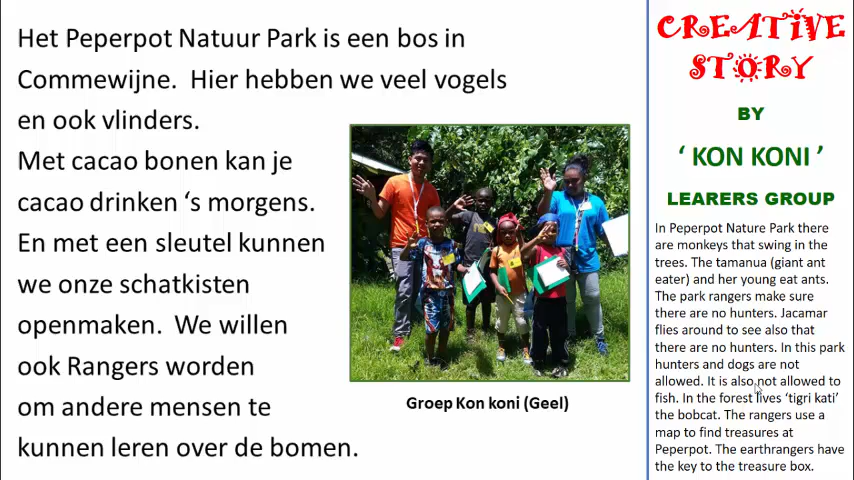 Het Peperpot Natuur Park is een bos in
Commewijne. Hier hebben we veel vogels
en ook vlinders.
Met cacao bonen kan je
cacao drinken ‘s morgens.
En met een sleutel kunnen
we onze schatkisten
openmaken. We willen
ook Rangers worden
om andere mensen te
kunnen leren over de bomen.
Groep Kon koni (Geel)
CREATIVE
STORY
BY
‘ KON KONI ’
LEARERS GROUP
In Peperpot Nature Park there
are monkeys that swing in the
trees. The tamanua (giant ant
eater) and her young eat ants.
The park rangers make sure
there are no hunters. Jacamar
flies around to see also that
there are no hunters. In this park
hunters and dogs are not
allowed. It is also not allowed to
fish. In the forest lives ‘tigri kati’
the bobcat. The rangers use a
map to find treasures at
Peperpot. The earthrangers have
the key to the treasure box.